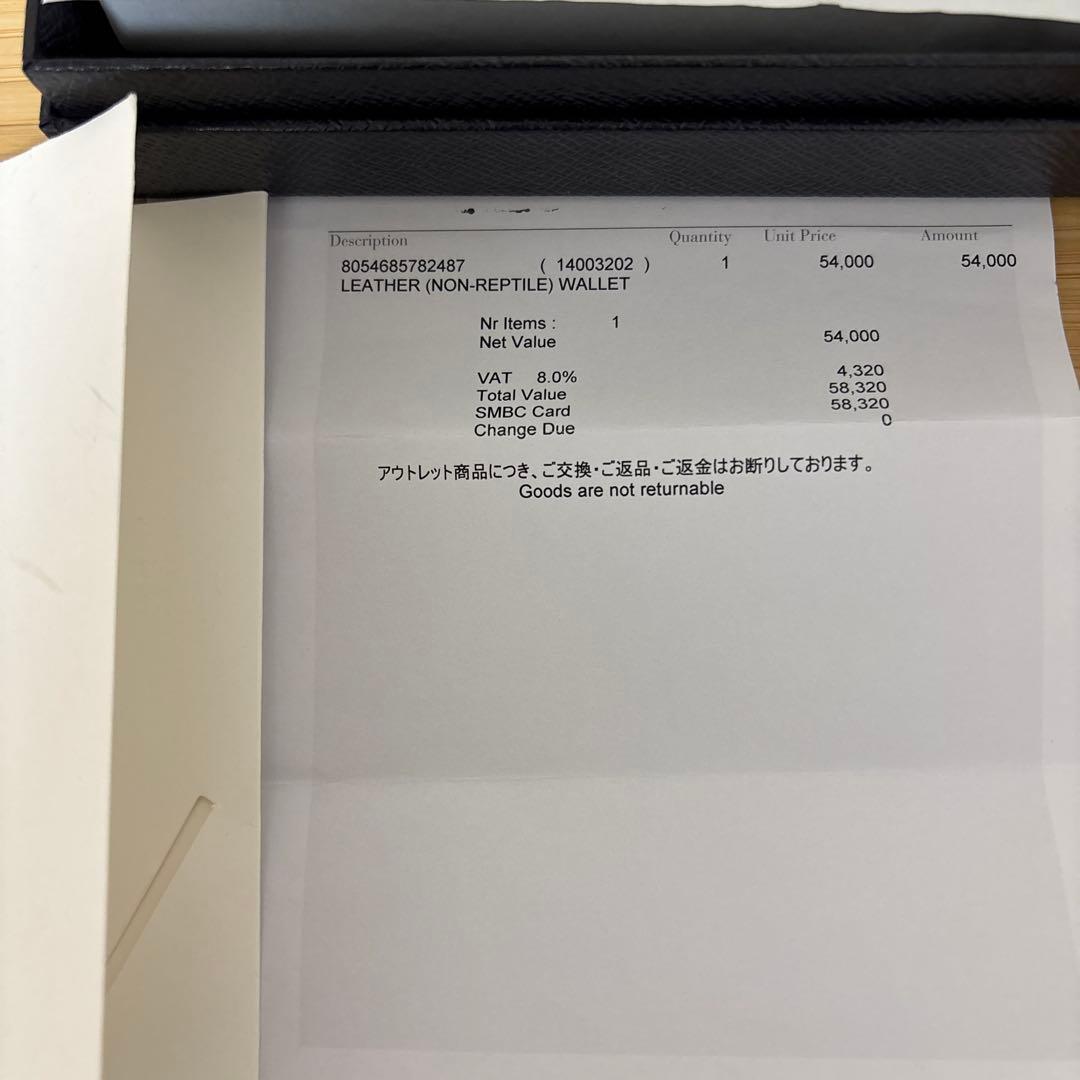 Description Quantity Unit Price Amount
8054685782487 ( 14003202 ) 1 54,000 54,000
LEATHER (NON-REPTILE) WALLET
Nr Items : 1
Net Value 54,000
VAT 8.0% 4,320
Total Value 58,320
SMBC Card 58,320
Change Due 0
アウトレット商品につき、ご交換・ご返品・ご返金はお断りしております。
Goods are not returnable